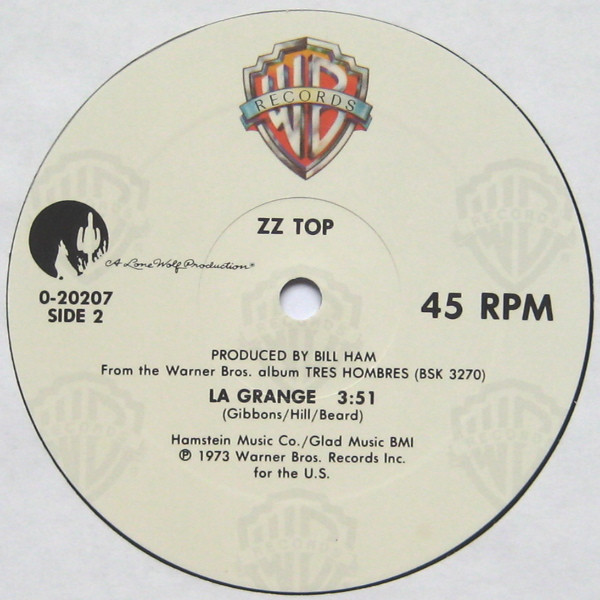 WB
RECORDS
ZZ TOP
A Lone Wolf Production*
0-20207
SIDE 2
45 RPM
PRODUCED BY BILL HAM
From the Warner Bros. album TRES HOMBRES (BSK 3270)
LA GRANGE 3:51
(Gibbons/Hill/Beard)
Hamstein Music Co./Glad Music BMI
℗ 1973 Warner Bros. Records Inc.
for the U.S.